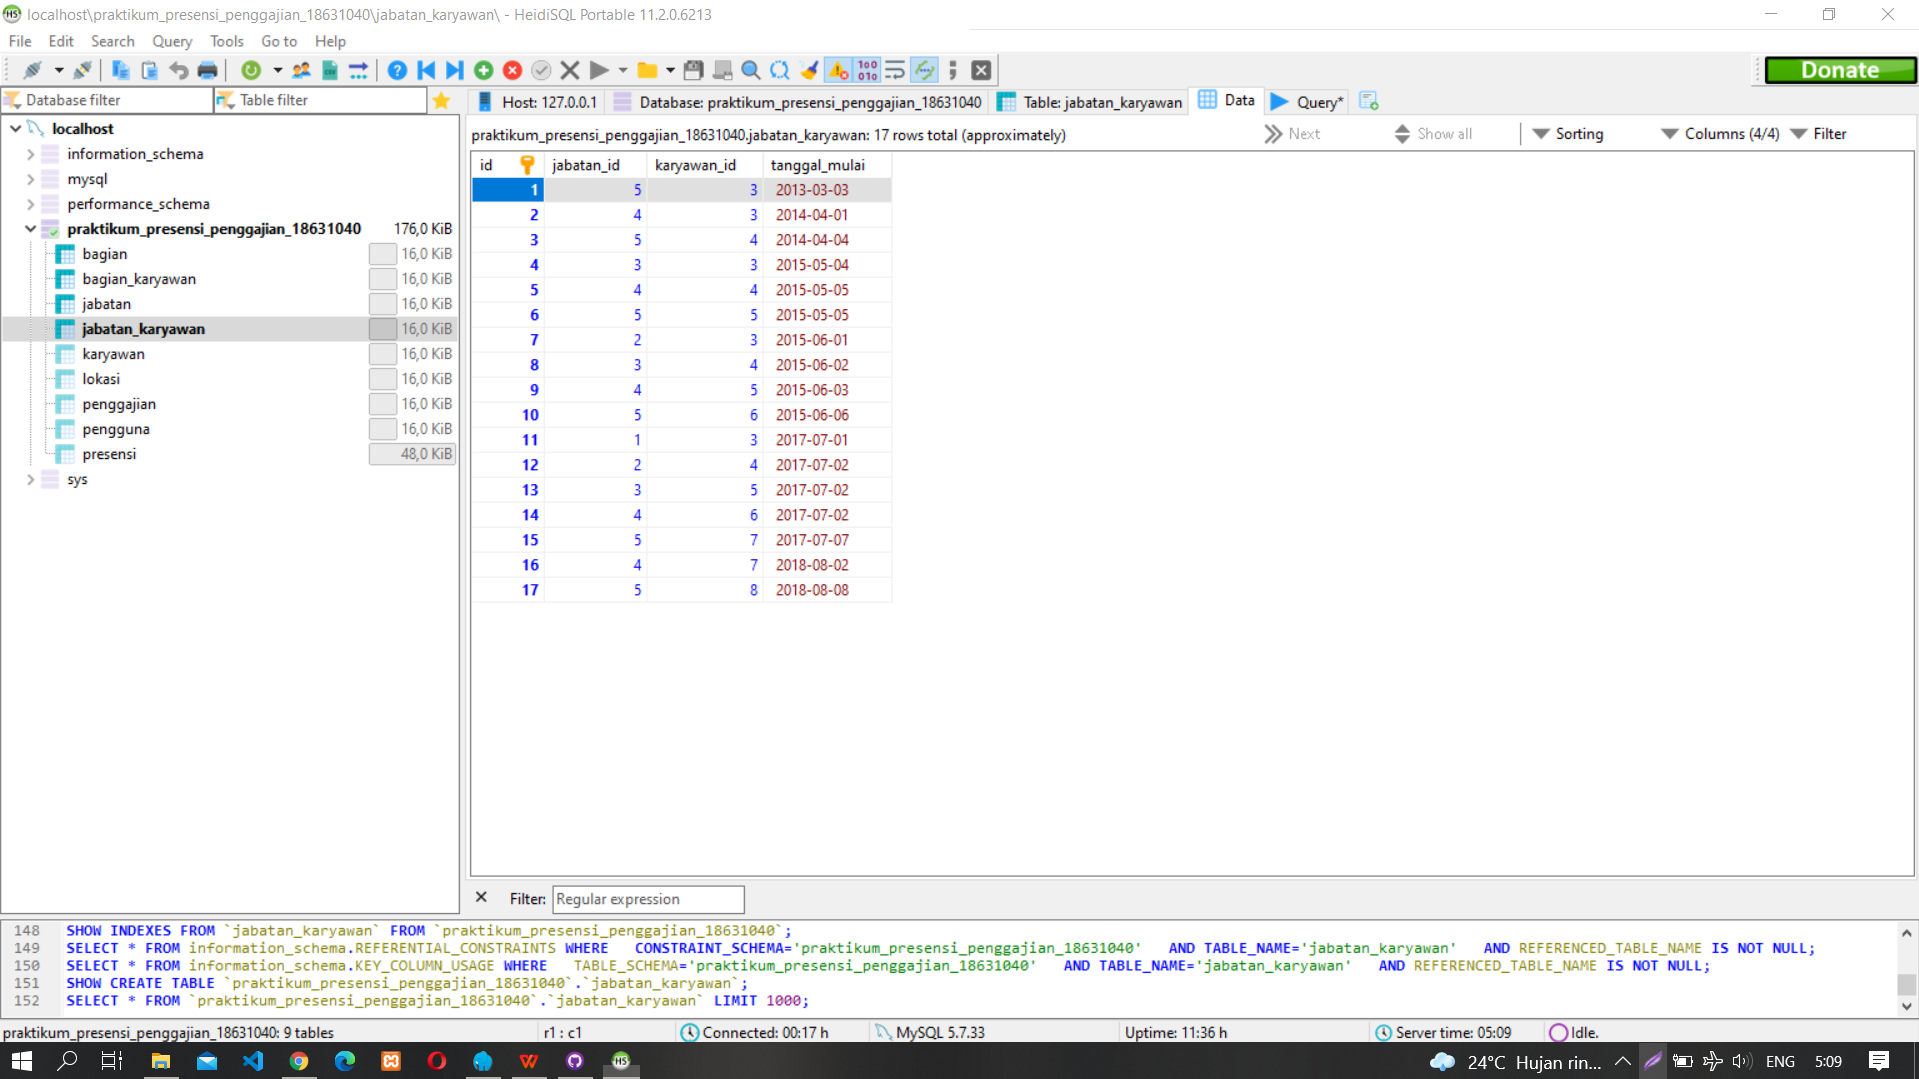 localhost\praktikum_presensi_penggajian_18631040\jabatan_karyawan\ - HeidiSQL Portable 11.2.0.6213
File Edit Search Query Tools Go to Help
Donate
Database filter Table filter Host: 127.0.0.1 Database: praktikum_presensi_penggajian_18631040 Table: jabatan_karyawan Data Query*
praktikum_presensi_penggajian_18631040.jabatan_karyawan: 17 rows total (approximately) Next Show all Sorting Columns (4/4) Filter
localhost
information_schema
mysql
performance_schema
praktikum_presensi_penggajian_18631040 176,0 KiB
bagian 16,0 KiB
bagian_karyawan 16,0 KiB
jabatan 16,0 KiB
jabatan_karyawan 16,0 KiB
karyawan 16,0 KiB
lokasi 16,0 KiB
penggajian 16,0 KiB
pengguna 16,0 KiB
presensi 48,0 KiB
sys
id jabatan_id karyawan_id tanggal_mulai
1 5 3 2013-03-03
2 4 3 2014-04-01
3 5 4 2014-04-04
4 3 3 2015-05-04
5 4 4 2015-05-05
6 5 5 2015-05-05
7 2 3 2015-06-01
8 3 4 2015-06-02
9 4 5 2015-06-03
10 5 6 2015-06-06
11 1 3 2017-07-01
12 2 4 2017-07-02
13 3 5 2017-07-02
14 4 6 2017-07-02
15 5 7 2017-07-07
16 4 7 2018-08-02
17 5 8 2018-08-08
Filter: Regular expression
148 SHOW INDEXES FROM `jabatan_karyawan` FROM `praktikum_presensi_penggajian_18631040`;
149 SELECT * FROM information_schema.REFERENTIAL_CONSTRAINTS WHERE CONSTRAINT_SCHEMA='praktikum_presensi_penggajian_18631040' AND TABLE_NAME='jabatan_karyawan' AND REFERENCED_TABLE_NAME IS NOT NULL;
150 SELECT * FROM information_schema.KEY_COLUMN_USAGE WHERE TABLE_SCHEMA='praktikum_presensi_penggajian_18631040' AND TABLE_NAME='jabatan_karyawan' AND REFERENCED_TABLE_NAME IS NOT NULL;
151 SHOW CREATE TABLE `praktikum_presensi_penggajian_18631040`.`jabatan_karyawan`;
152 SELECT * FROM `praktikum_presensi_penggajian_18631040`.`jabatan_karyawan` LIMIT 1000;
praktikum_presensi_penggajian_18631040: 9 tables r1 : c1 Connected: 00:17 h MySQL 5.7.33 Uptime: 11:36 h Server time: 05:09 Idle.
24°C Hujan rin... ENG 5:09